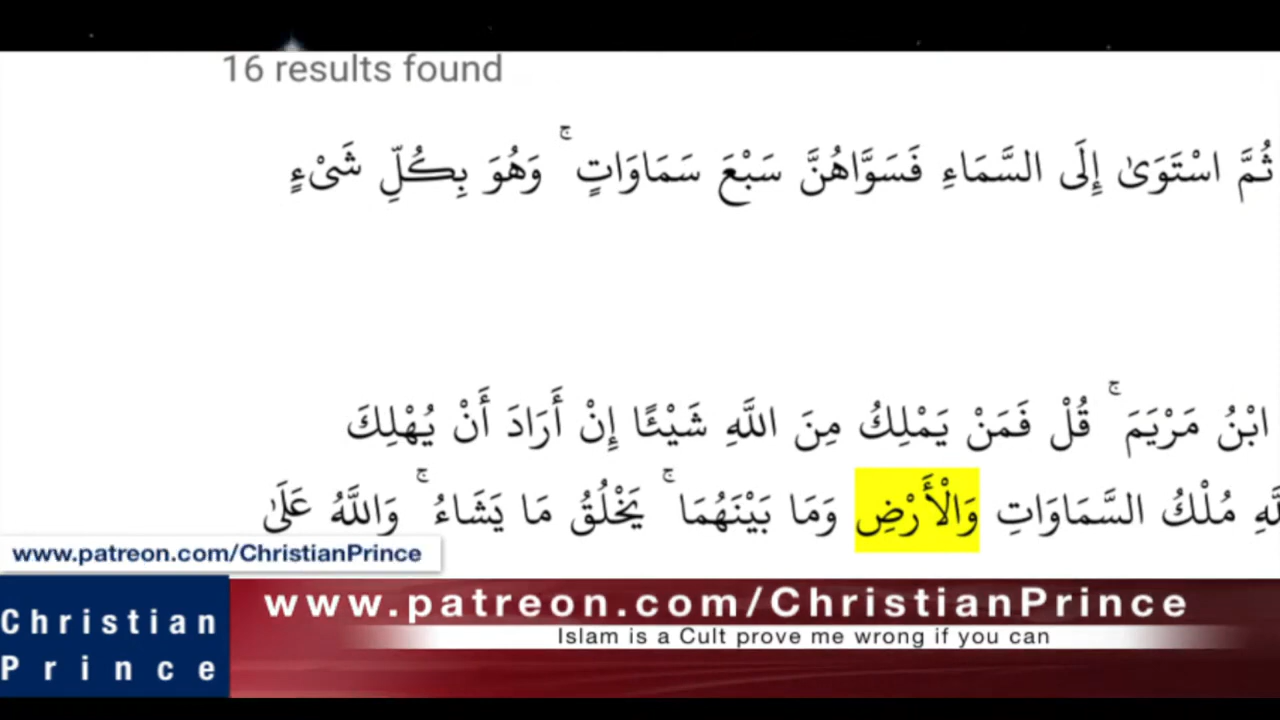 16 results found
ثُمَّ اسْتَوَىٰ إِلَى السَّمَاءِ فَسَوَّاهُنَّ سَبْعَ سَمَاوَاتٍ ۚ وَهُوَ بِكُلِّ شَىْءٍ
ابْنُ مَرْيَمَ ۚ قُلْ فَمَنْ يَمْلِكُ مِنَ اللَّهِ شَيْئًا إِنْ أَرَادَ أَنْ يُهْلِكَ
مُلْكُ السَّمَاوَاتِ وَالْأَرْضِ وَمَا بَيْنَهُمَا ۚ يَخْلُقُ مَا يَشَاءُ ۚ وَاللَّهُ عَلَىٰ
www.patreon.com/ChristianPrince
www.patreon.com/ChristianPrince
Islam is a Cult prove me wrong if you can
Christian
Prince